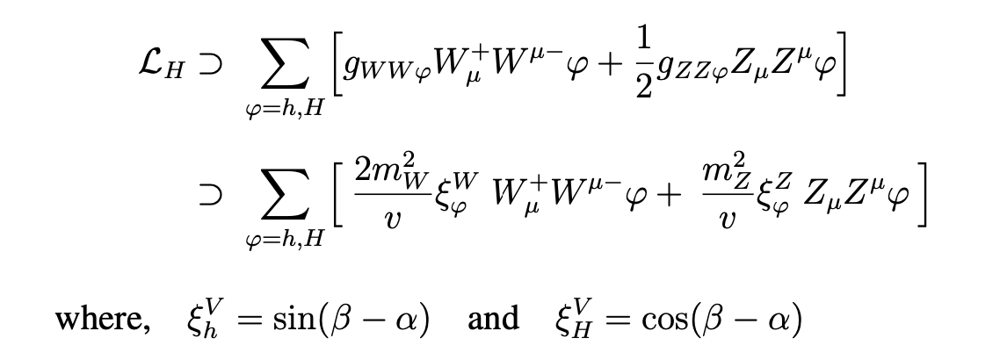 $\mathcal{L}_H \supset \sum_{\varphi=h,H} \left[ g_{WW\varphi} W^+_\mu W^{\mu-} \varphi + \frac{1}{2} g_{ZZ\varphi} Z_\mu Z^\mu \varphi \right]$
$\supset \sum_{\varphi=h,H} \left[ \frac{2m_W^2}{v} \xi_\varphi^W \, W^+_\mu W^{\mu-} \varphi + \frac{m_Z^2}{v} \xi_\varphi^Z \, Z_\mu Z^\mu \varphi \right]$
where, $\xi_h^V = \sin(\beta - \alpha)$ and $\xi_H^V = \cos(\beta - \alpha)$